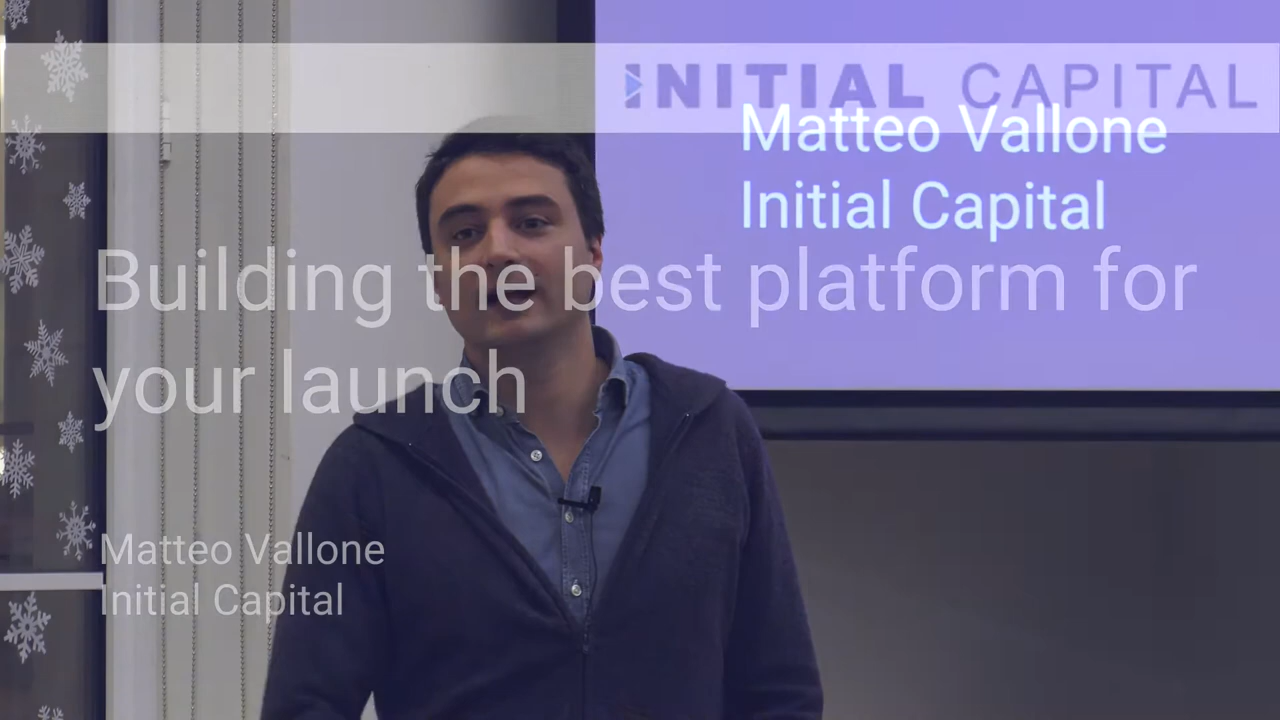 INITIAL CAPITAL
Matteo Vallone
Initial Capital
Building the best platform for
your launch
Matteo Vallone
Initial Capital